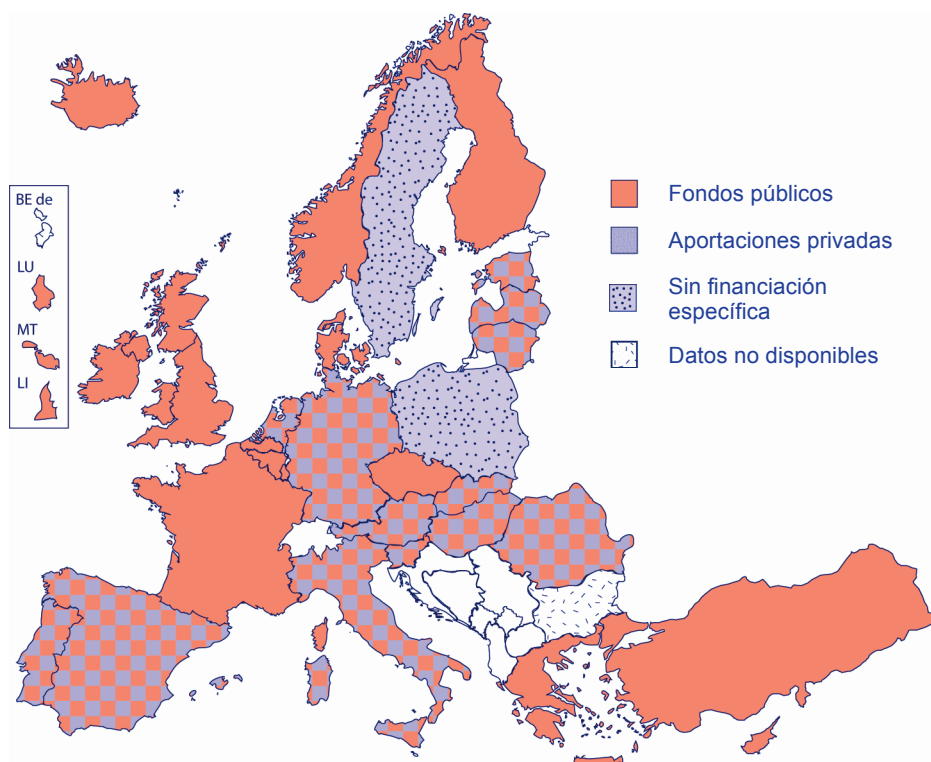 BE de
LU
MT
LI
Fondos públicos
Aportaciones privadas
Sin financiación
específica
Datos no disponibles